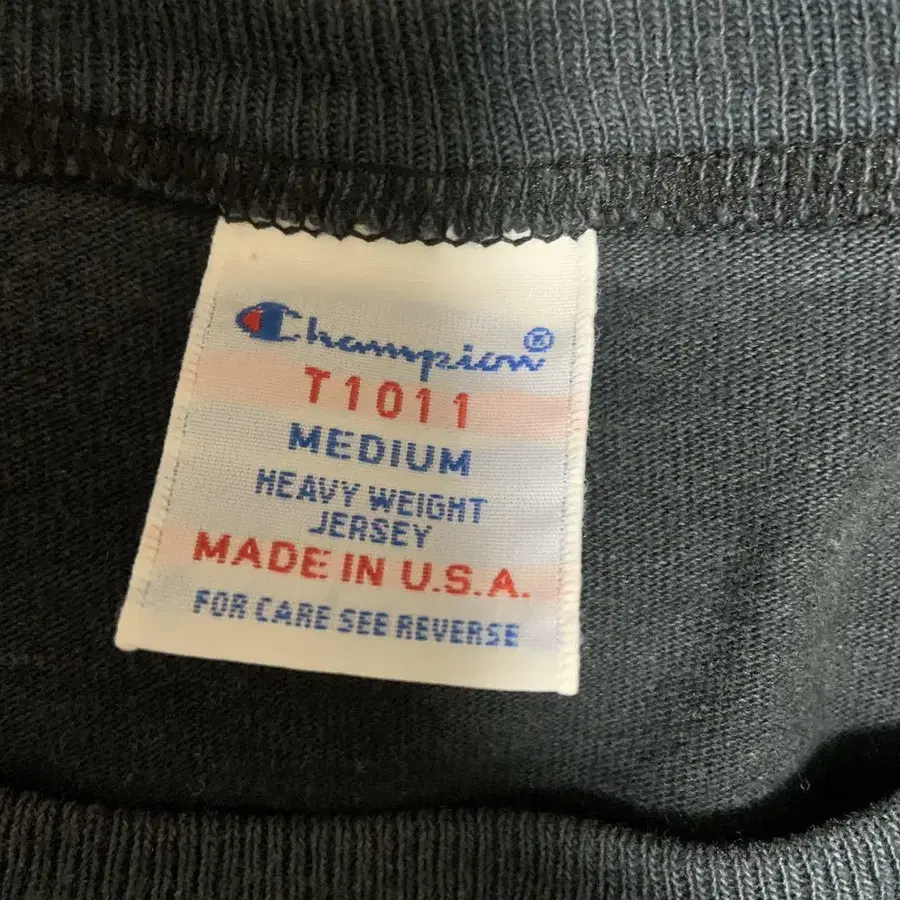 Champion®
T1011
MEDIUM
HEAVY WEIGHT
JERSEY
MADE IN U.S.A.
FOR CARE SEE REVERSE